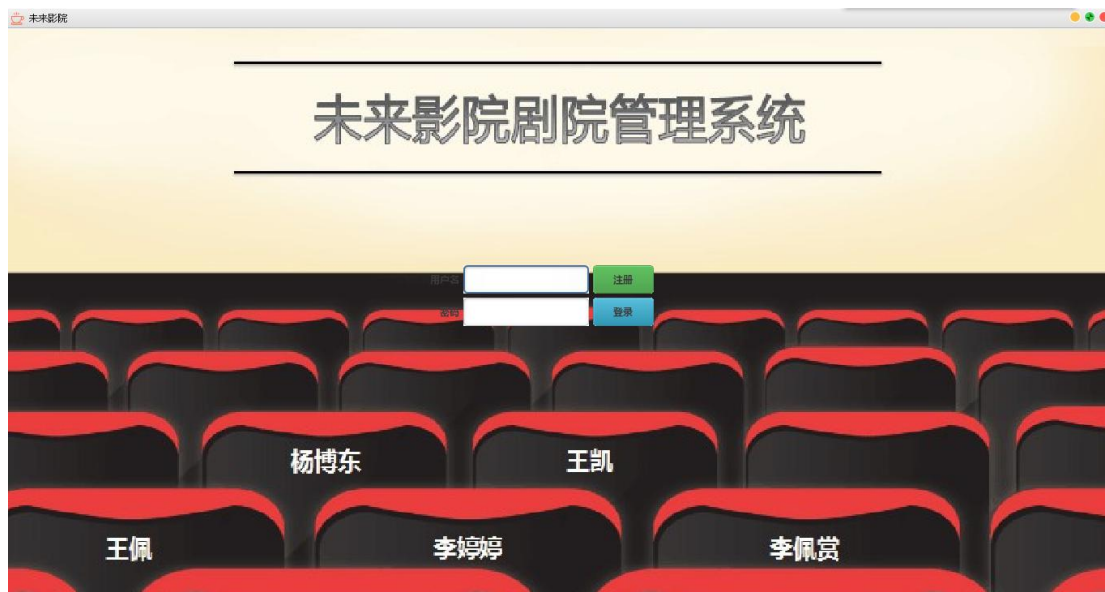 未来影院
未来影院剧院管理系统
用户名 注册
密码 登录
杨博东 王凯
王佩 李婷婷 李佩赏